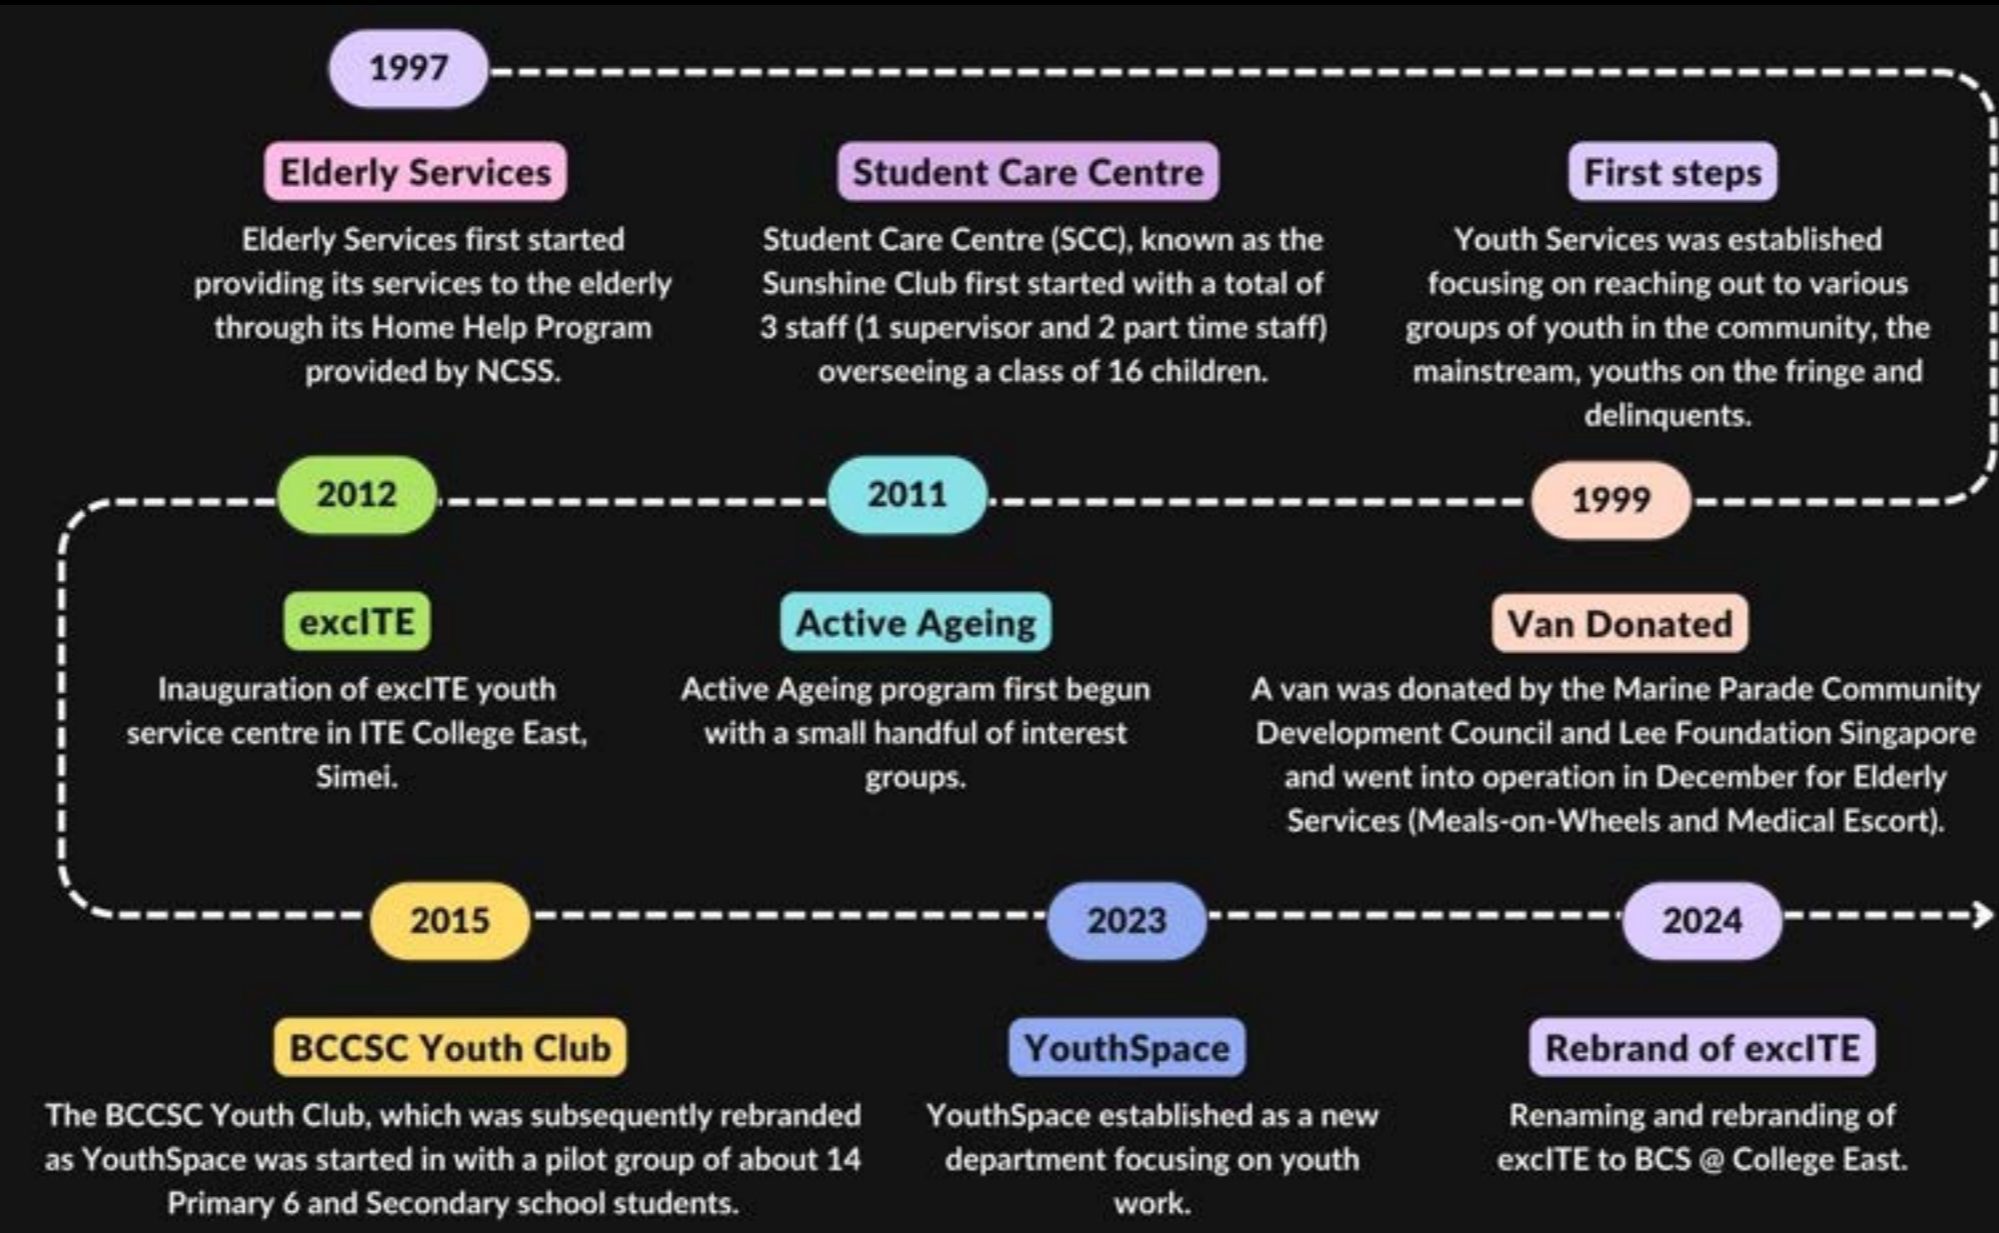 1997
Elderly Services
Elderly Services first started
providing its services to the elderly
through its Home Help Program
provided by NCSS.
Student Care Centre
Student Care Centre (SCC), known as the
Sunshine Club first started with a total of
3 staff (1 supervisor and 2 part time staff)
overseeing a class of 16 children.
First steps
Youth Services was established
focusing on reaching out to various
groups of youth in the community, the
mainstream, youths on the fringe and
delinquents.
1999
Van Donated
A van was donated by the Marine Parade Community
Development Council and Lee Foundation Singapore
and went into operation in December for Elderly
Services (Meals-on-Wheels and Medical Escort).
2011
Active Ageing
Active Ageing program first begun
with a small handful of interest
groups.
2012
excITE
Inauguration of excITE youth
service centre in ITE College East,
Simei.
2015
BCCSC Youth Club
The BCCSC Youth Club, which was subsequently rebranded
as YouthSpace was started in with a pilot group of about 14
Primary 6 and Secondary school students.
2023
YouthSpace
YouthSpace established as a new
department focusing on youth
work.
2024
Rebrand of excITE
Renaming and rebranding of
excITE to BCS @ College East.